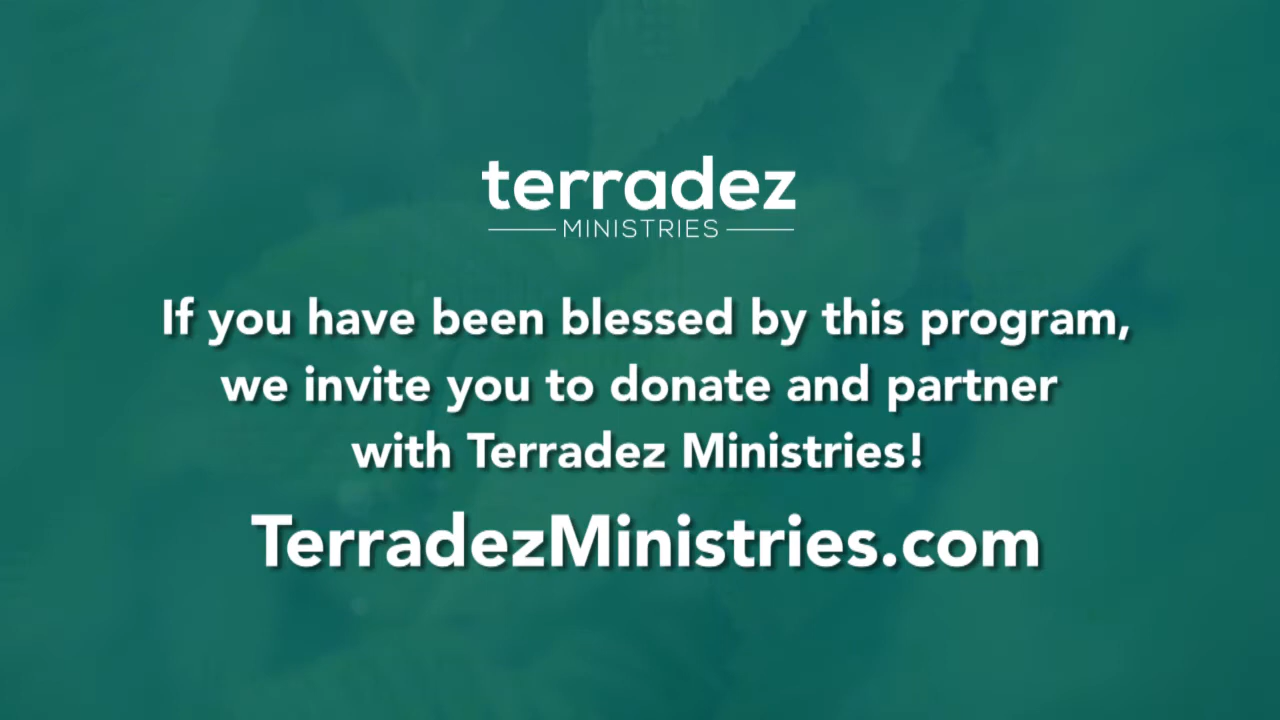 terradez
MINISTRIES
If you have been blessed by this program,
we invite you to donate and partner
with Terradez Ministries!
TerradezMinistries.com